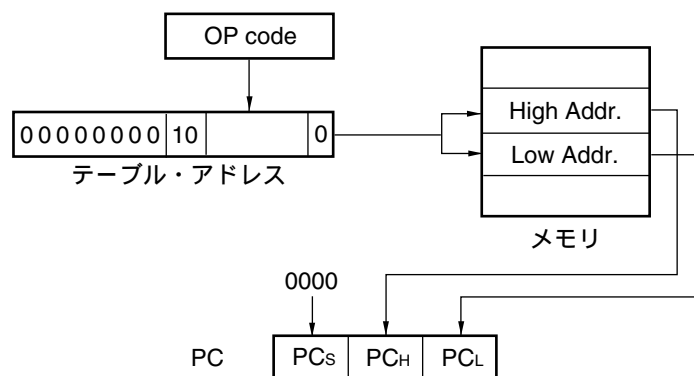 OP code
High Addr.
00000000 10 0
Low Addr.
テーブル・アドレス
メモリ
0000
PC PCS PCH PCL